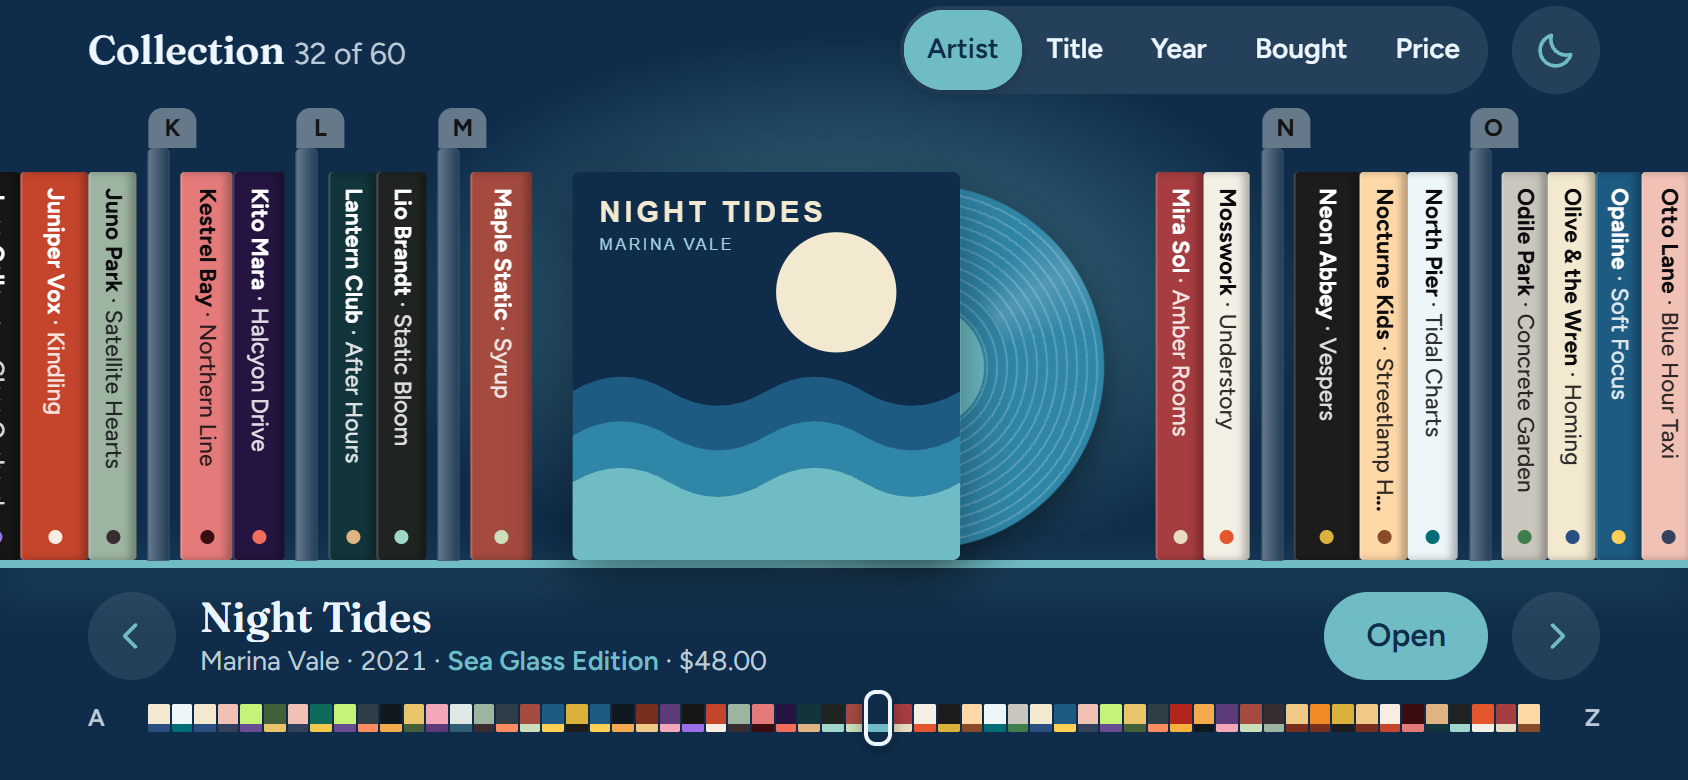 Collection 32 of 60
Artist Title Year Bought Price
K
L
M
N
O
Juniper Vox · Kindling
Juno Park · Satellite Hearts
Kestrel Bay · Northern Line
Kito Mara · Halcyon Drive
Lantern Club · After Hours
Lio Brandt · Static Bloom
Maple Static · Syrup
NIGHT TIDES
MARINA VALE
Mira Sol · Amber Rooms
Mosswork · Understory
Neon Abbey · Vespers
Nocturne Kids · Streetlamp H...
North Pier · Tidal Charts
Odile Park · Concrete Garden
Olive & the Wren · Homing
Opaline · Soft Focus
Otto Lane · Blue Hour Taxi
Night Tides
Marina Vale · 2021 · Sea Glass Edition · $48.00
Open
A
Z